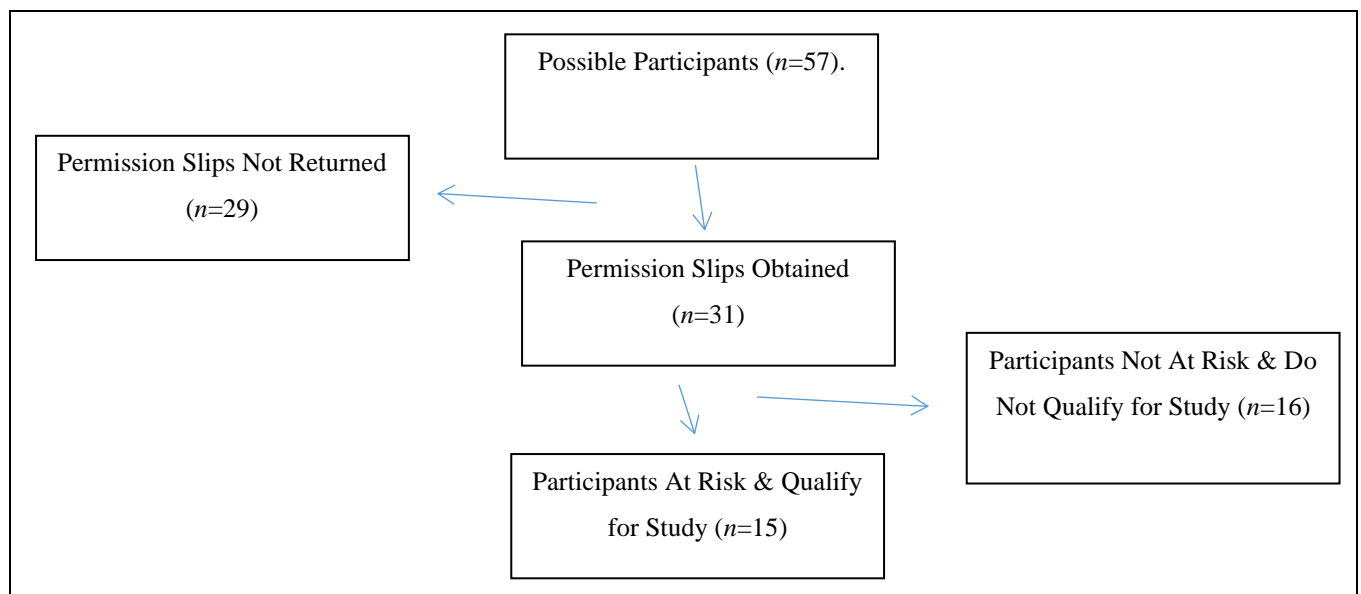 Possible Participants (n=57).
Permission Slips Not Returned
(n=29)
Permission Slips Obtained
(n=31)
Participants Not At Risk & Do
Not Qualify for Study (n=16)
Participants At Risk & Qualify
for Study (n=15)